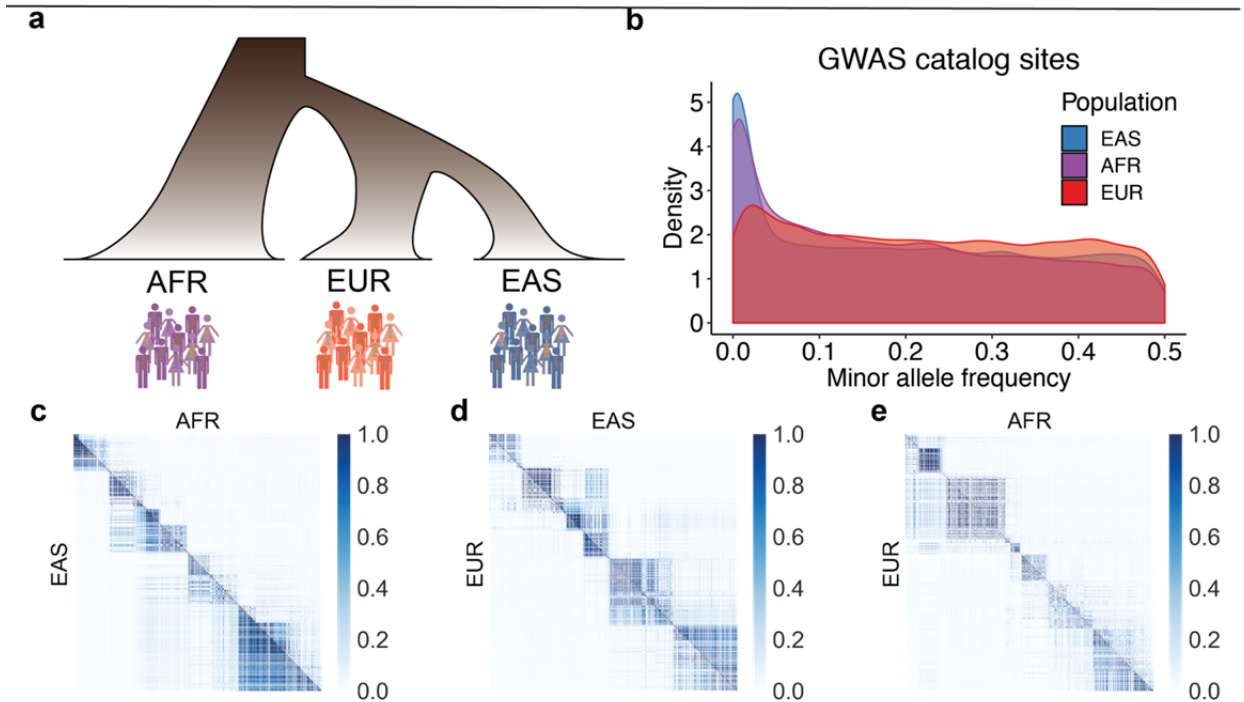 a
AFR
EUR
EAS
b
GWAS catalog sites
Population
EAS
AFR
EUR
Density
5
4
3
2
1
0
0.0 0.1 0.2 0.3 0.4 0.5
Minor allele frequency
c
AFR
EAS
1.0
0.8
0.6
0.4
0.2
0.0
d
EAS
EUR
1.0
0.8
0.6
0.4
0.2
0.0
e
AFR
EUR
1.0
0.8
0.6
0.4
0.2
0.0